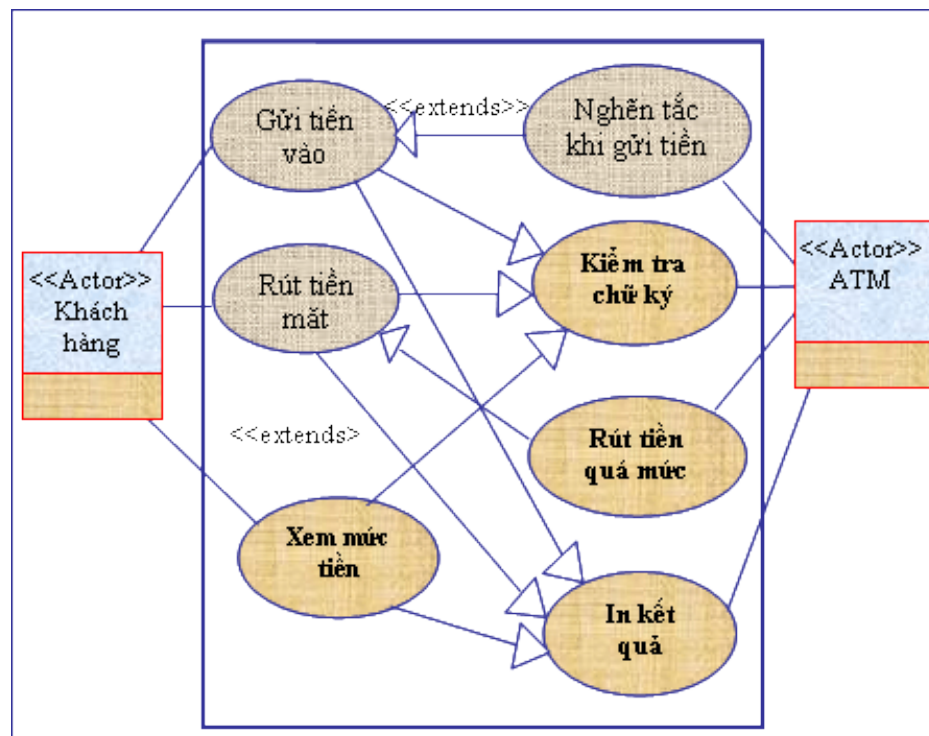 Gửi tiền
vào
<<extends>>
Nghẽn tắc
khi gửi tiền
<<Actor>>
Khách
hàng
Rút tiền
mắt
Kiểm tra
chữ ký
<<Actor>>
ATM
<<extends>
Rút tiền
quá mức
Xem mức
tiền
In kết
quả